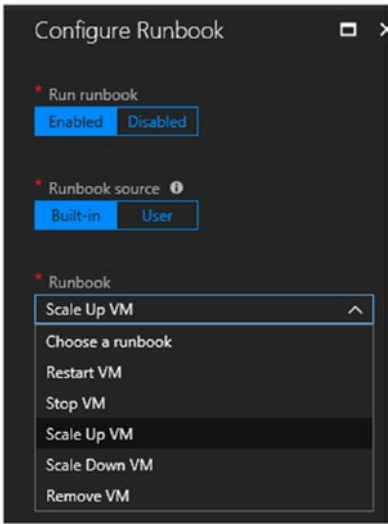 Configure Runbook
* Run runbook
Enabled Disabled
* Runbook source
Built-in User
* Runbook
Scale Up VM
Choose a runbook
Restart VM
Stop VM
Scale Up VM
Scale Down VM
Remove VM